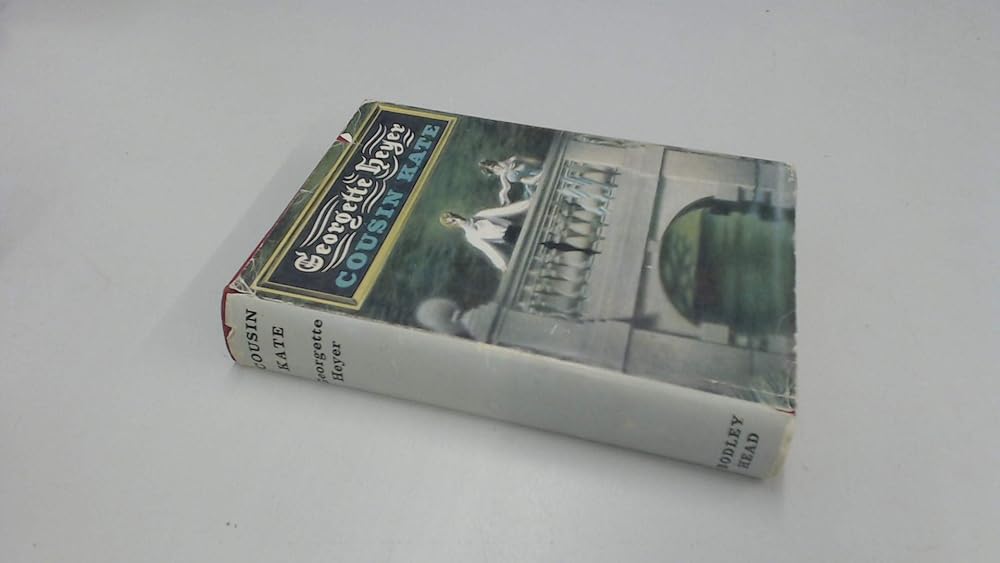 Georgette Heyer
COUSIN KATE
COUSIN
KATE
Georgette
Heyer
BODLEY
HEAD